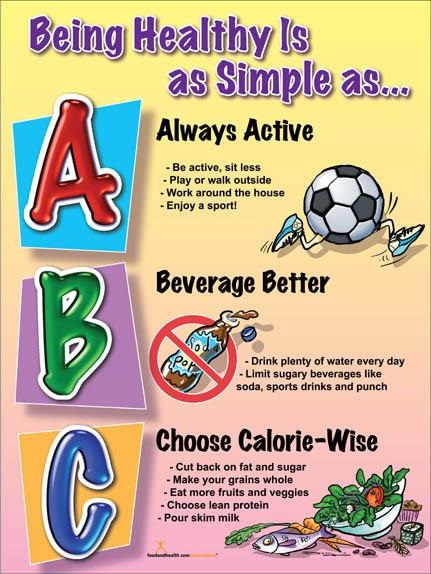 Being Healthy Is
as Simple as...
A
Always Active
- Be active, sit less
- Play or walk outside
- Work around the house
- Enjoy a sport!
B
Beverage Better
Soda
Pop
- Drink plenty of water every day
- Limit sugary beverages like
soda, sports drinks and punch
C
Choose Calorie-Wise
- Cut back on fat and sugar
- Make your grains whole
- Eat more fruits and veggies
- Choose lean protein
- Pour skim milk
foodandhealth.com